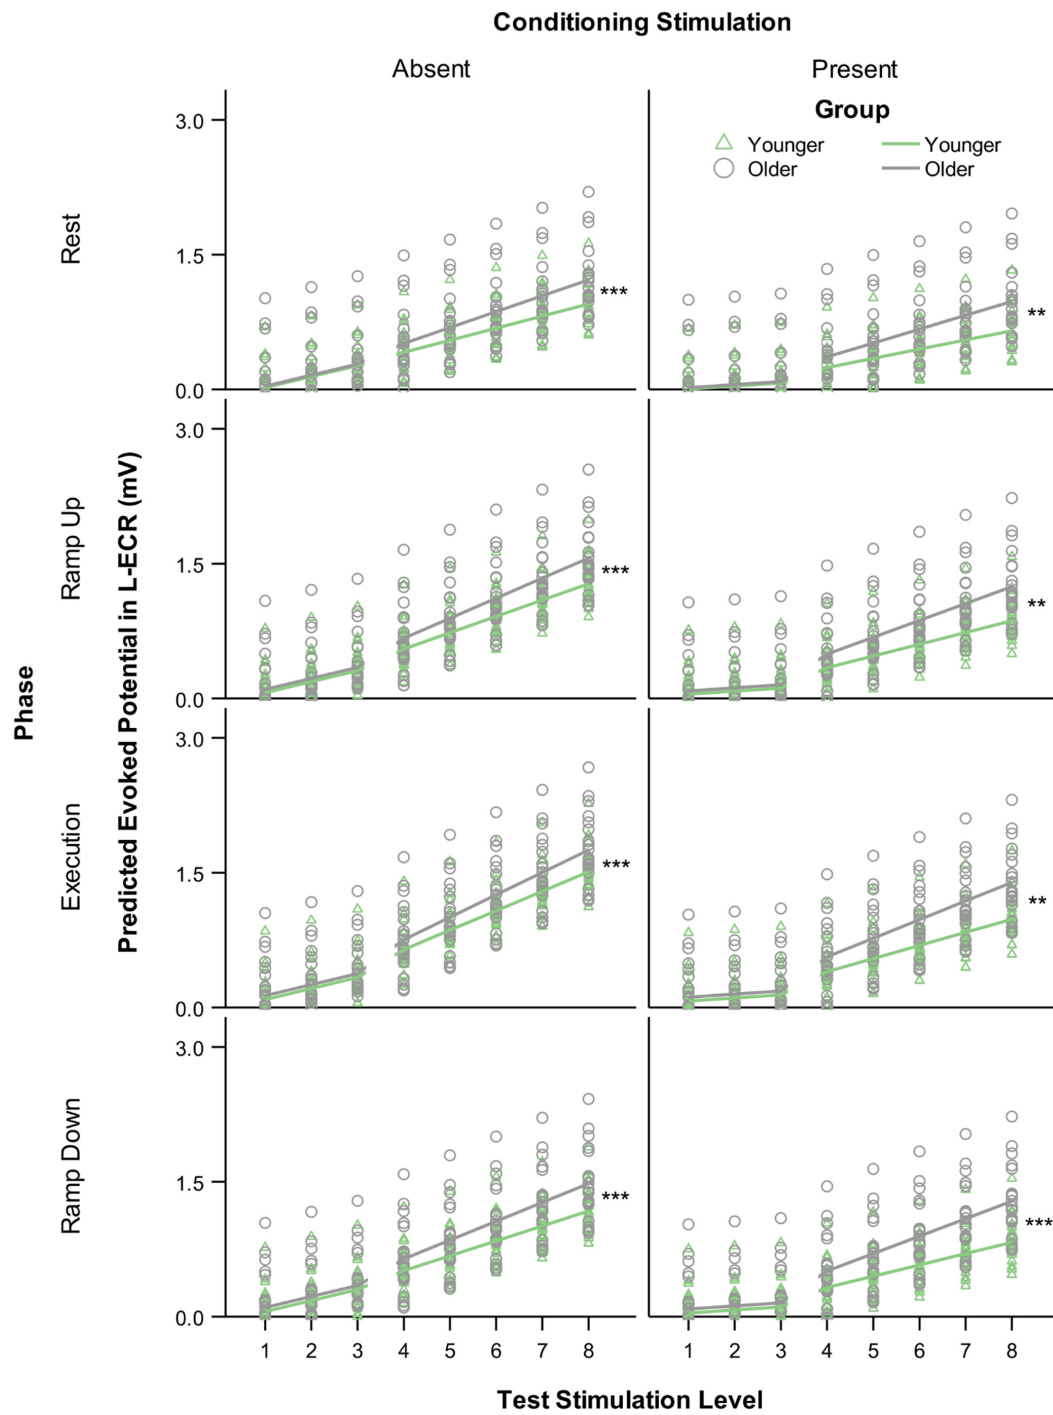 Conditioning Stimulation
Absent
Present
Group
Younger
Younger
Older
Older
Phase
Predicted Evoked Potential in L-ECR (mV)
Rest
3.0
1.5
0.0
***
**
Ramp Up
3.0
1.5
0.0
***
**
Execution
3.0
1.5
0.0
***
**
Ramp Down
3.0
1.5
0.0
***
***
1 2 3 4 5 6 7 8
1 2 3 4 5 6 7 8
Test Stimulation Level